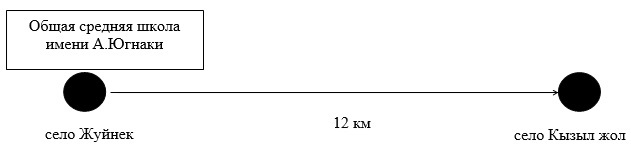 Общая средняя школа
имени А.Югнаки
12 км
село Жуйнек
село Кызыл жол